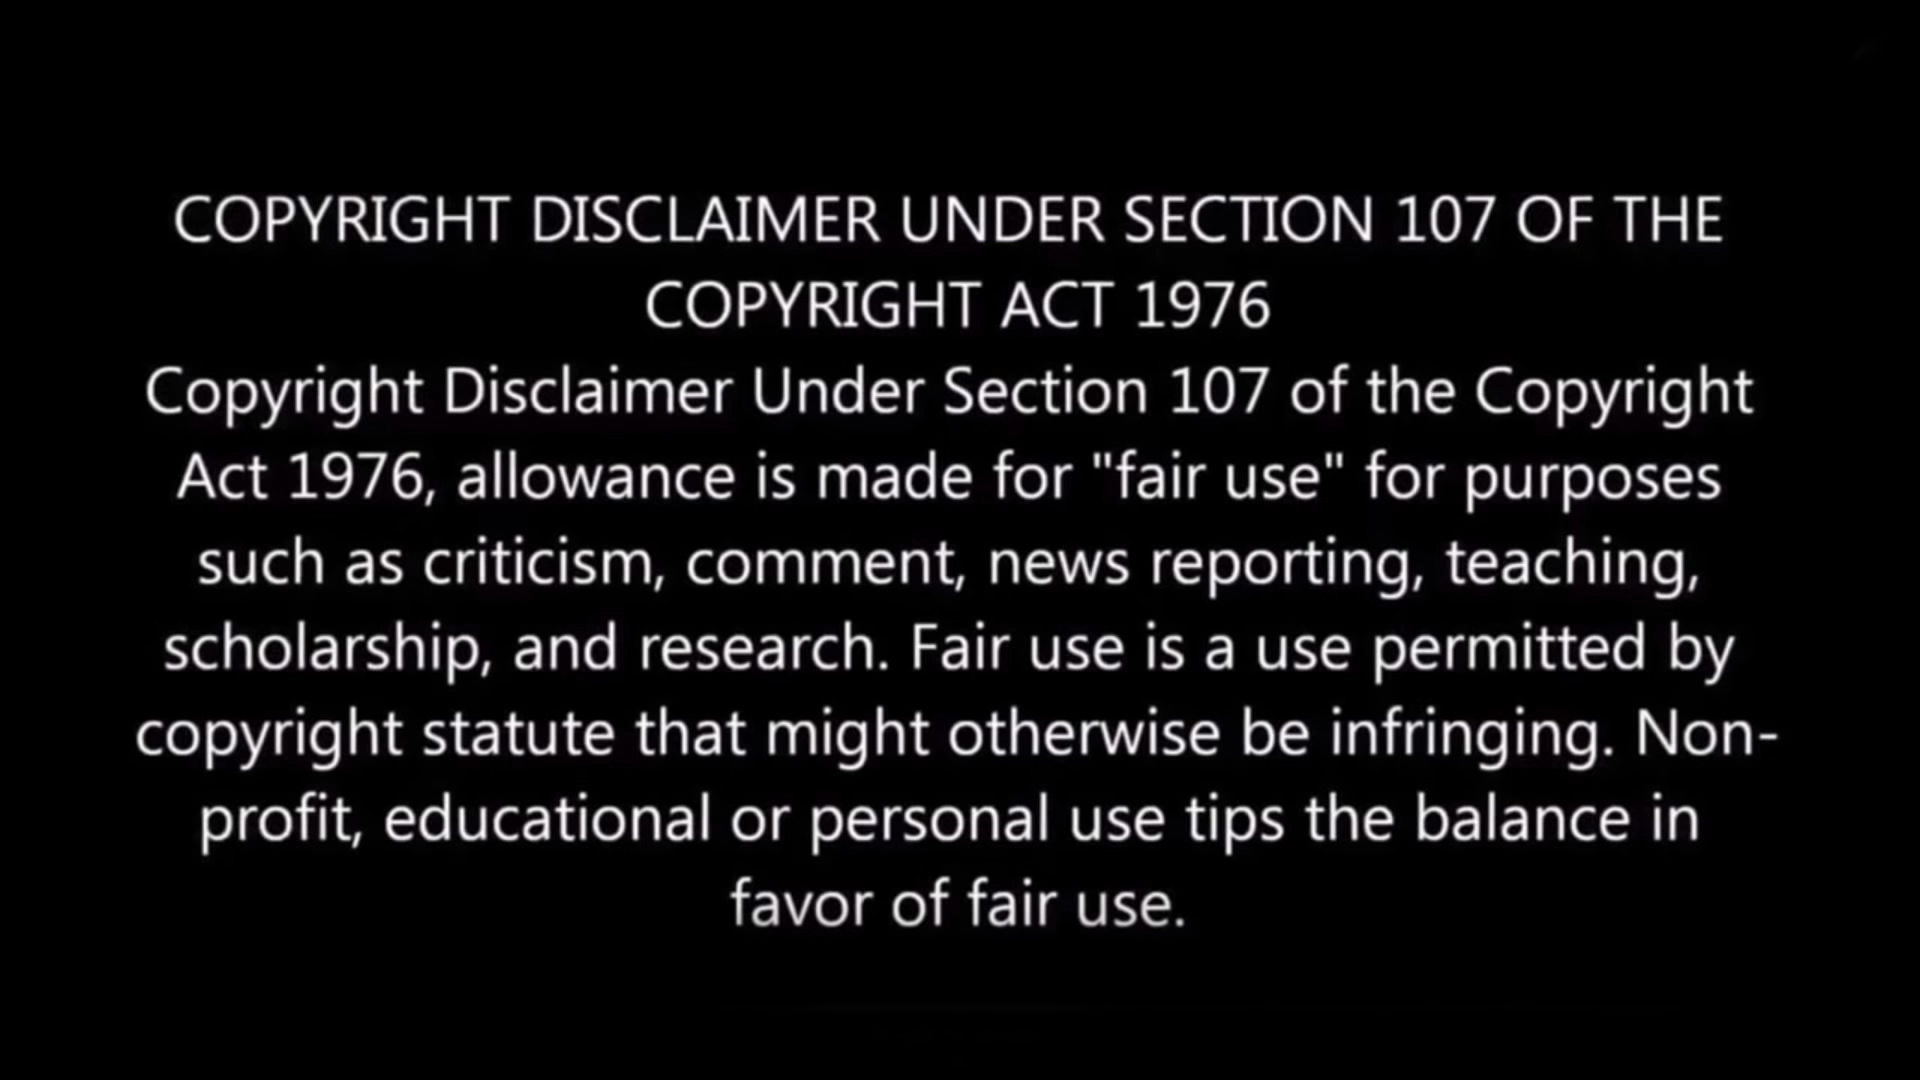 COPYRIGHT DISCLAIMER UNDER SECTION 107 OF THE
COPYRIGHT ACT 1976
Copyright Disclaimer Under Section 107 of the Copyright
Act 1976, allowance is made for "fair use" for purposes
such as criticism, comment, news reporting, teaching,
scholarship, and research. Fair use is a use permitted by
copyright statute that might otherwise be infringing. Non-
profit, educational or personal use tips the balance in
favor of fair use.